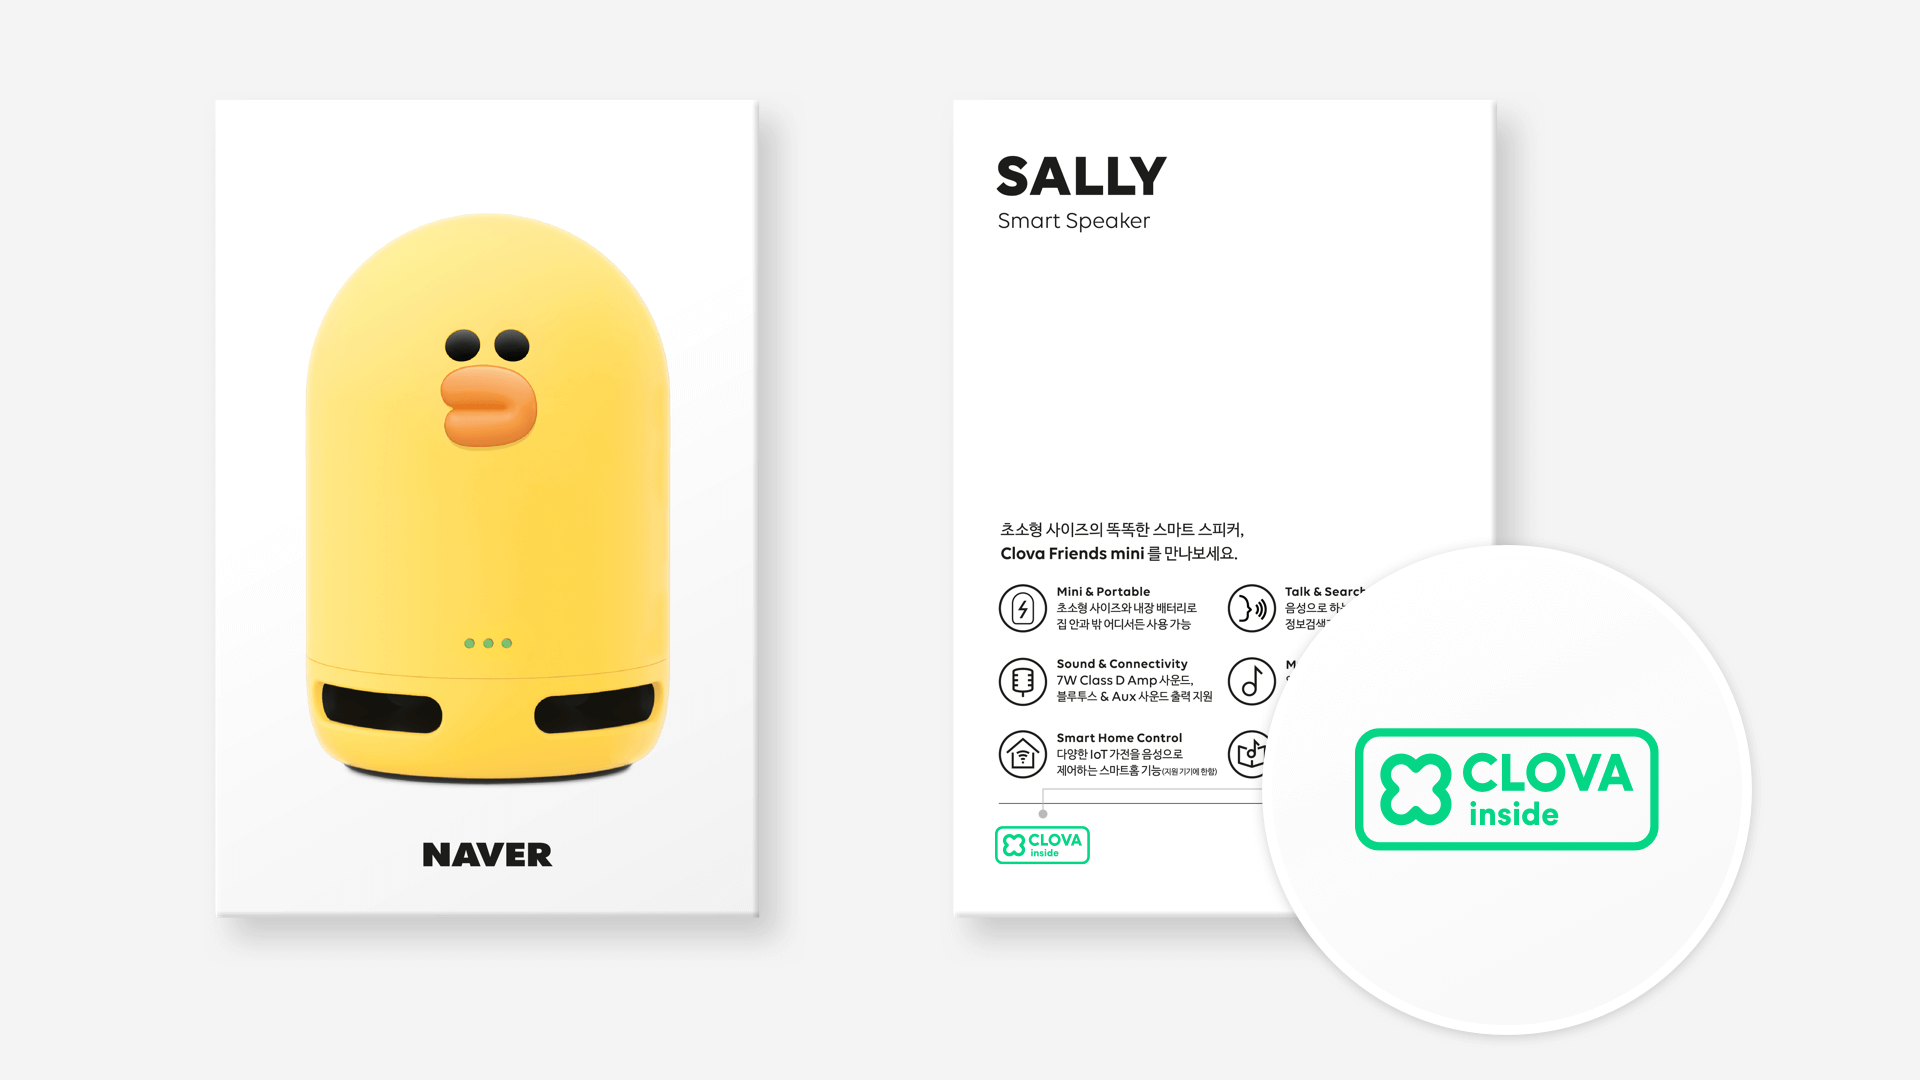 NAVER
SALLY
Smart Speaker
초소형 사이즈의 똑똑한 스마트 스피커,
Clova Friends mini 를 만나보세요.
Mini & Portable
초소형 사이즈와 내장 배터리로
집 안과 밖 어디서든 사용 가능
Talk & Search
음성으로
정보검색
Sound & Connectivity
7W Class D Amp 사운드,
블루투스 & Aux 사운드 출력 지원
Smart Home Control
다양한 IoT 가전을 음성으로
제어하는 스마트홈 기능 (지원 기기에 한함)
CLOVA
inside
CLOVA
inside